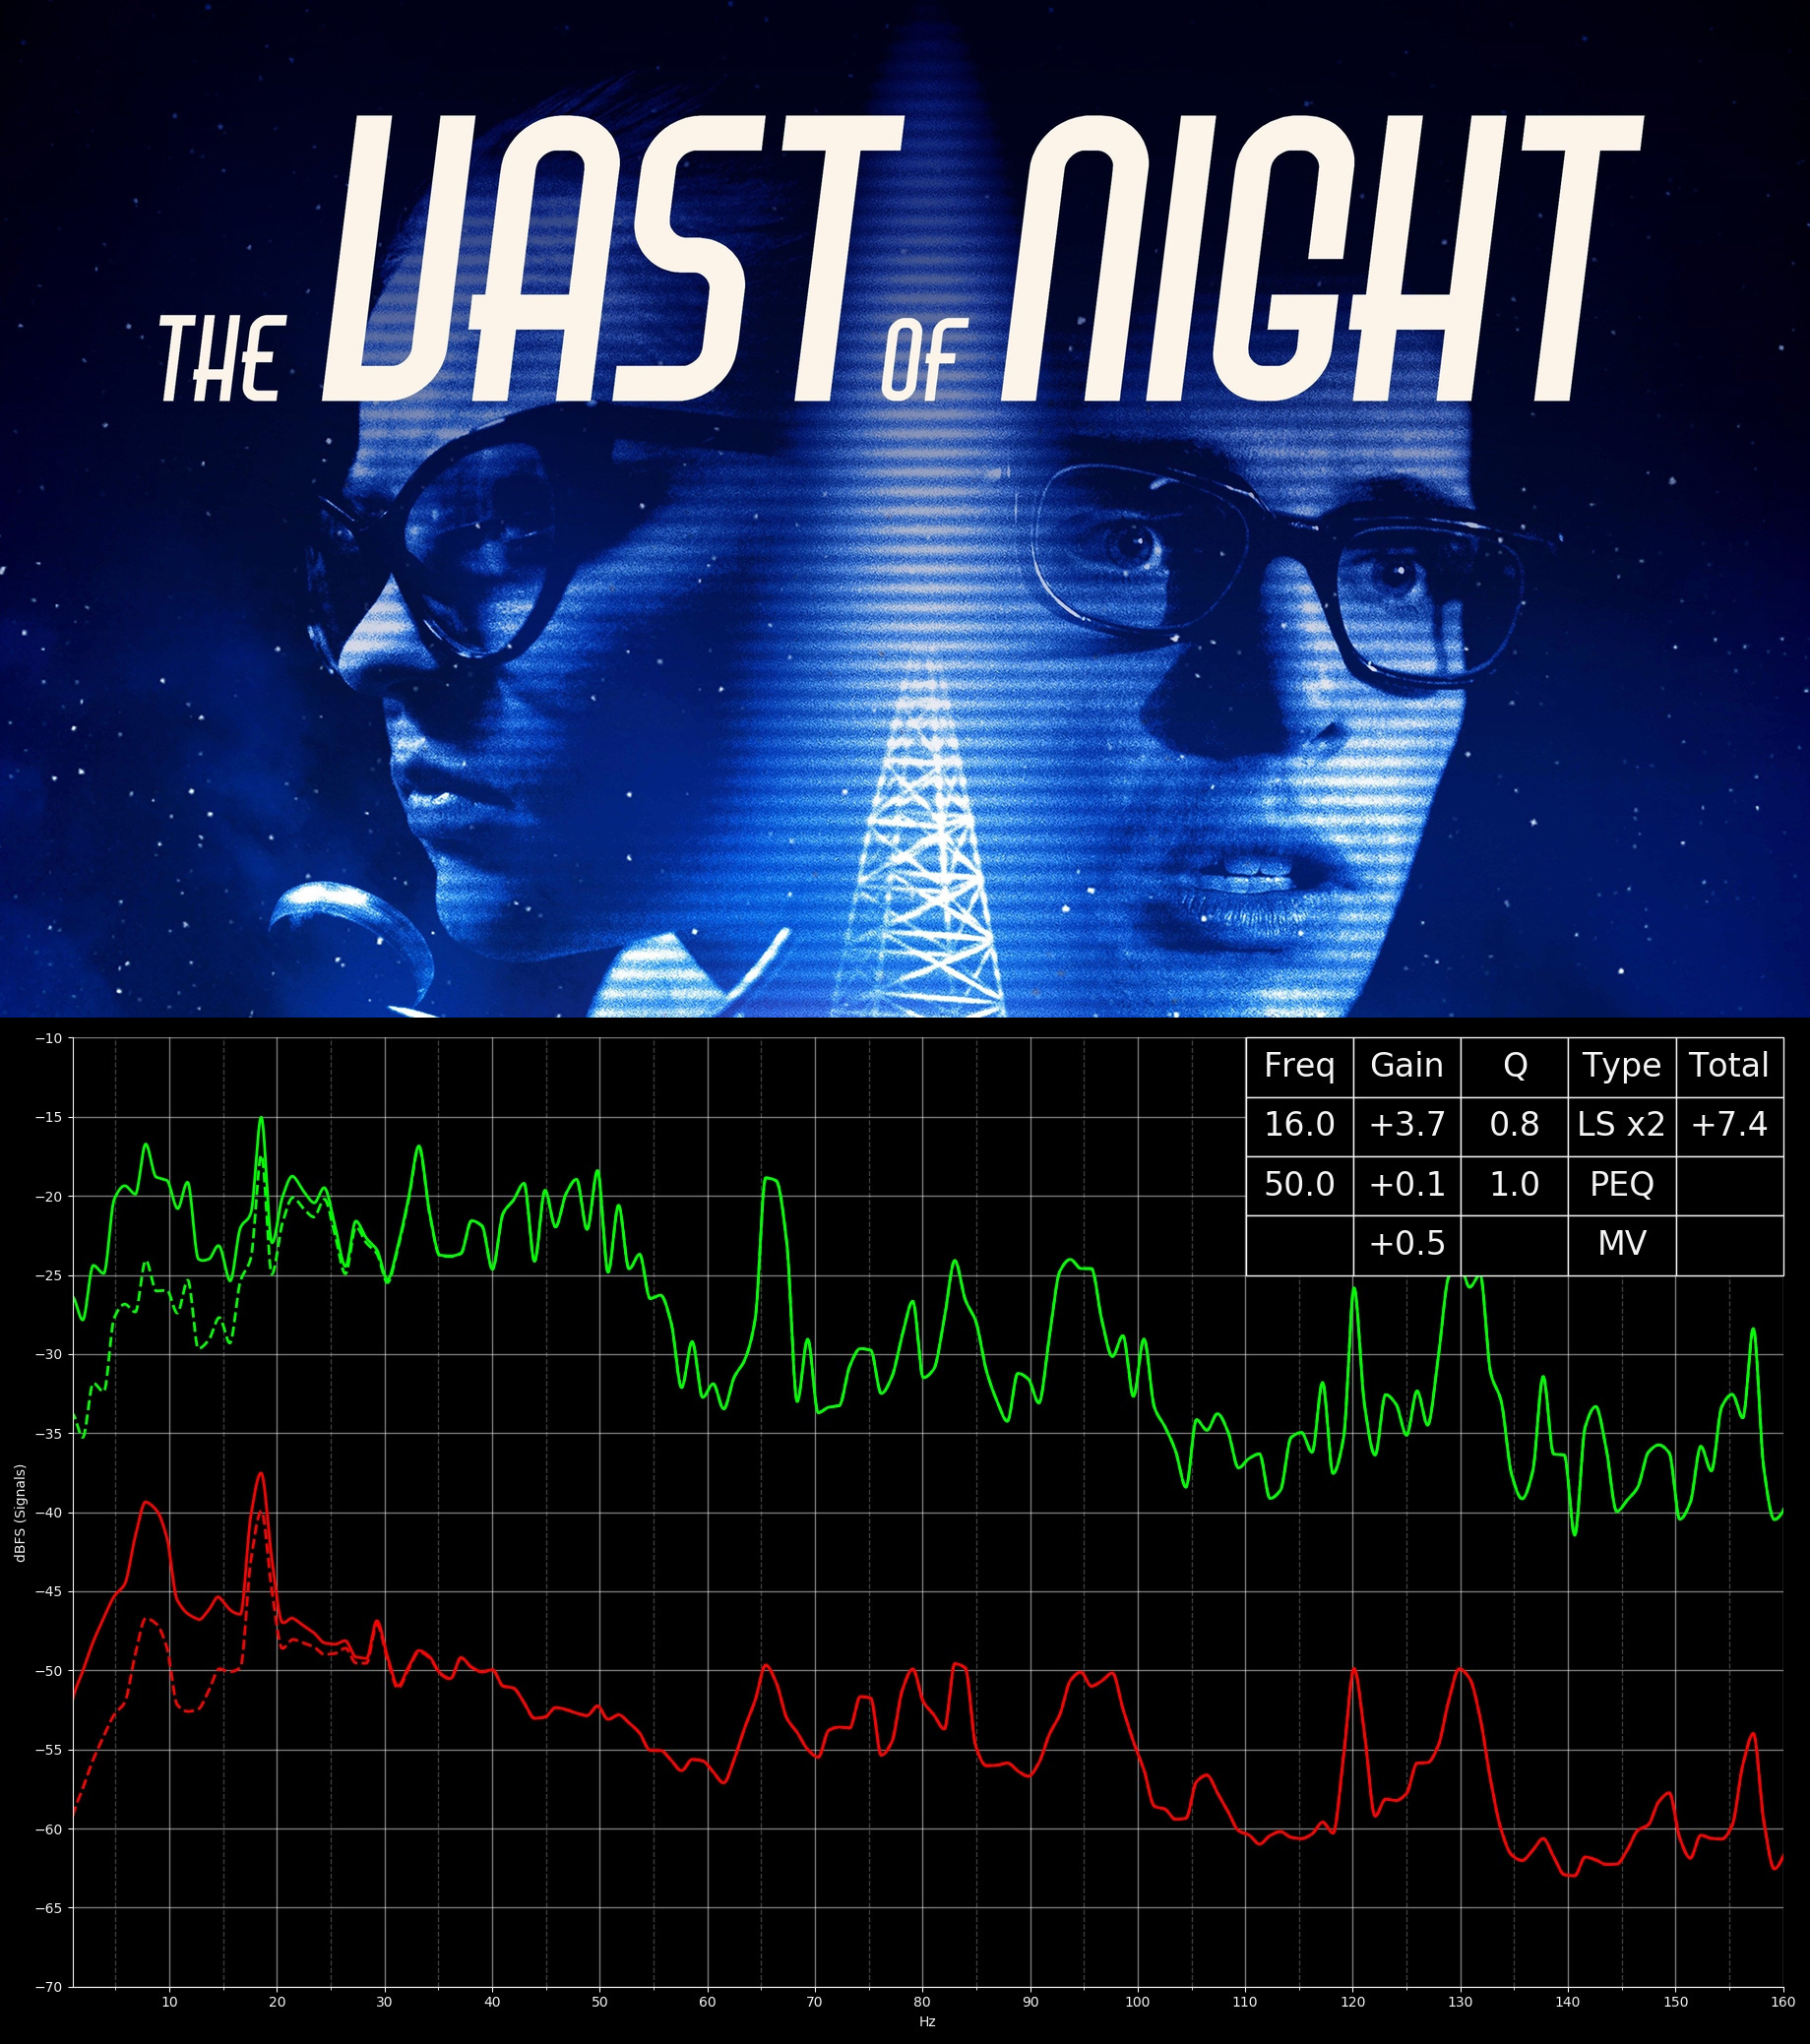 THE VAST OF NIGHT
Freq Gain Q Type Total
16.0 +3.7 0.8 LS x2 +7.4
50.0 +0.1 1.0 PEQ
+0.5 MV
−10
−15
−20
−25
−30
−35
−40
−45
−50
−55
−60
−65
−70
dBFS (Signals)
10 20 30 40 50 60 70 80 90 100 110 120 130 140 150 160
Hz